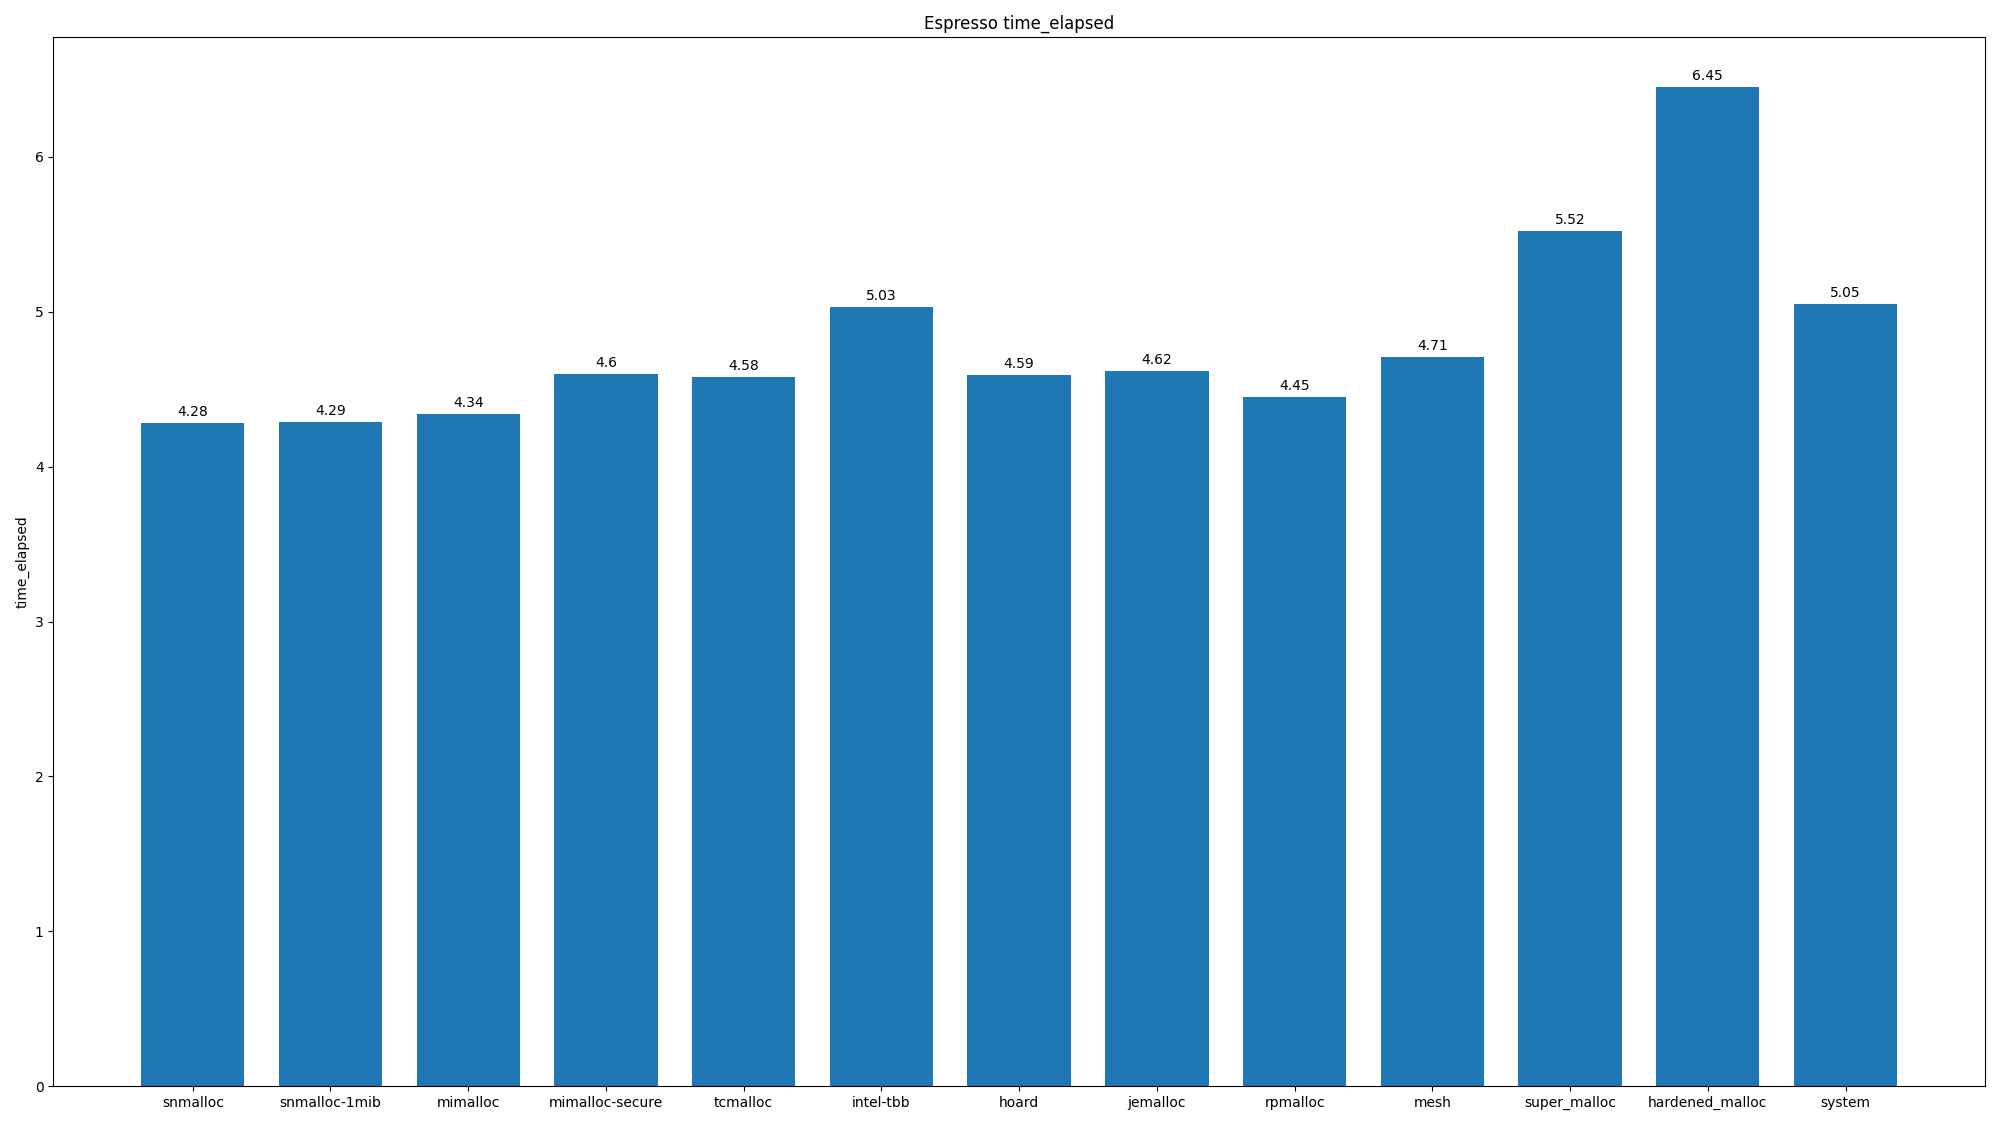 Espresso time_elapsed
time_elapsed
6
5
4
3
2
1
0
4.28
4.29
4.34
4.6
4.58
5.03
4.59
4.62
4.45
4.71
5.52
6.45
5.05
snmalloc
snmalloc-1mib
mimalloc
mimalloc-secure
tcmalloc
intel-tbb
hoard
jemalloc
rpmalloc
mesh
super_malloc
hardened_malloc
system